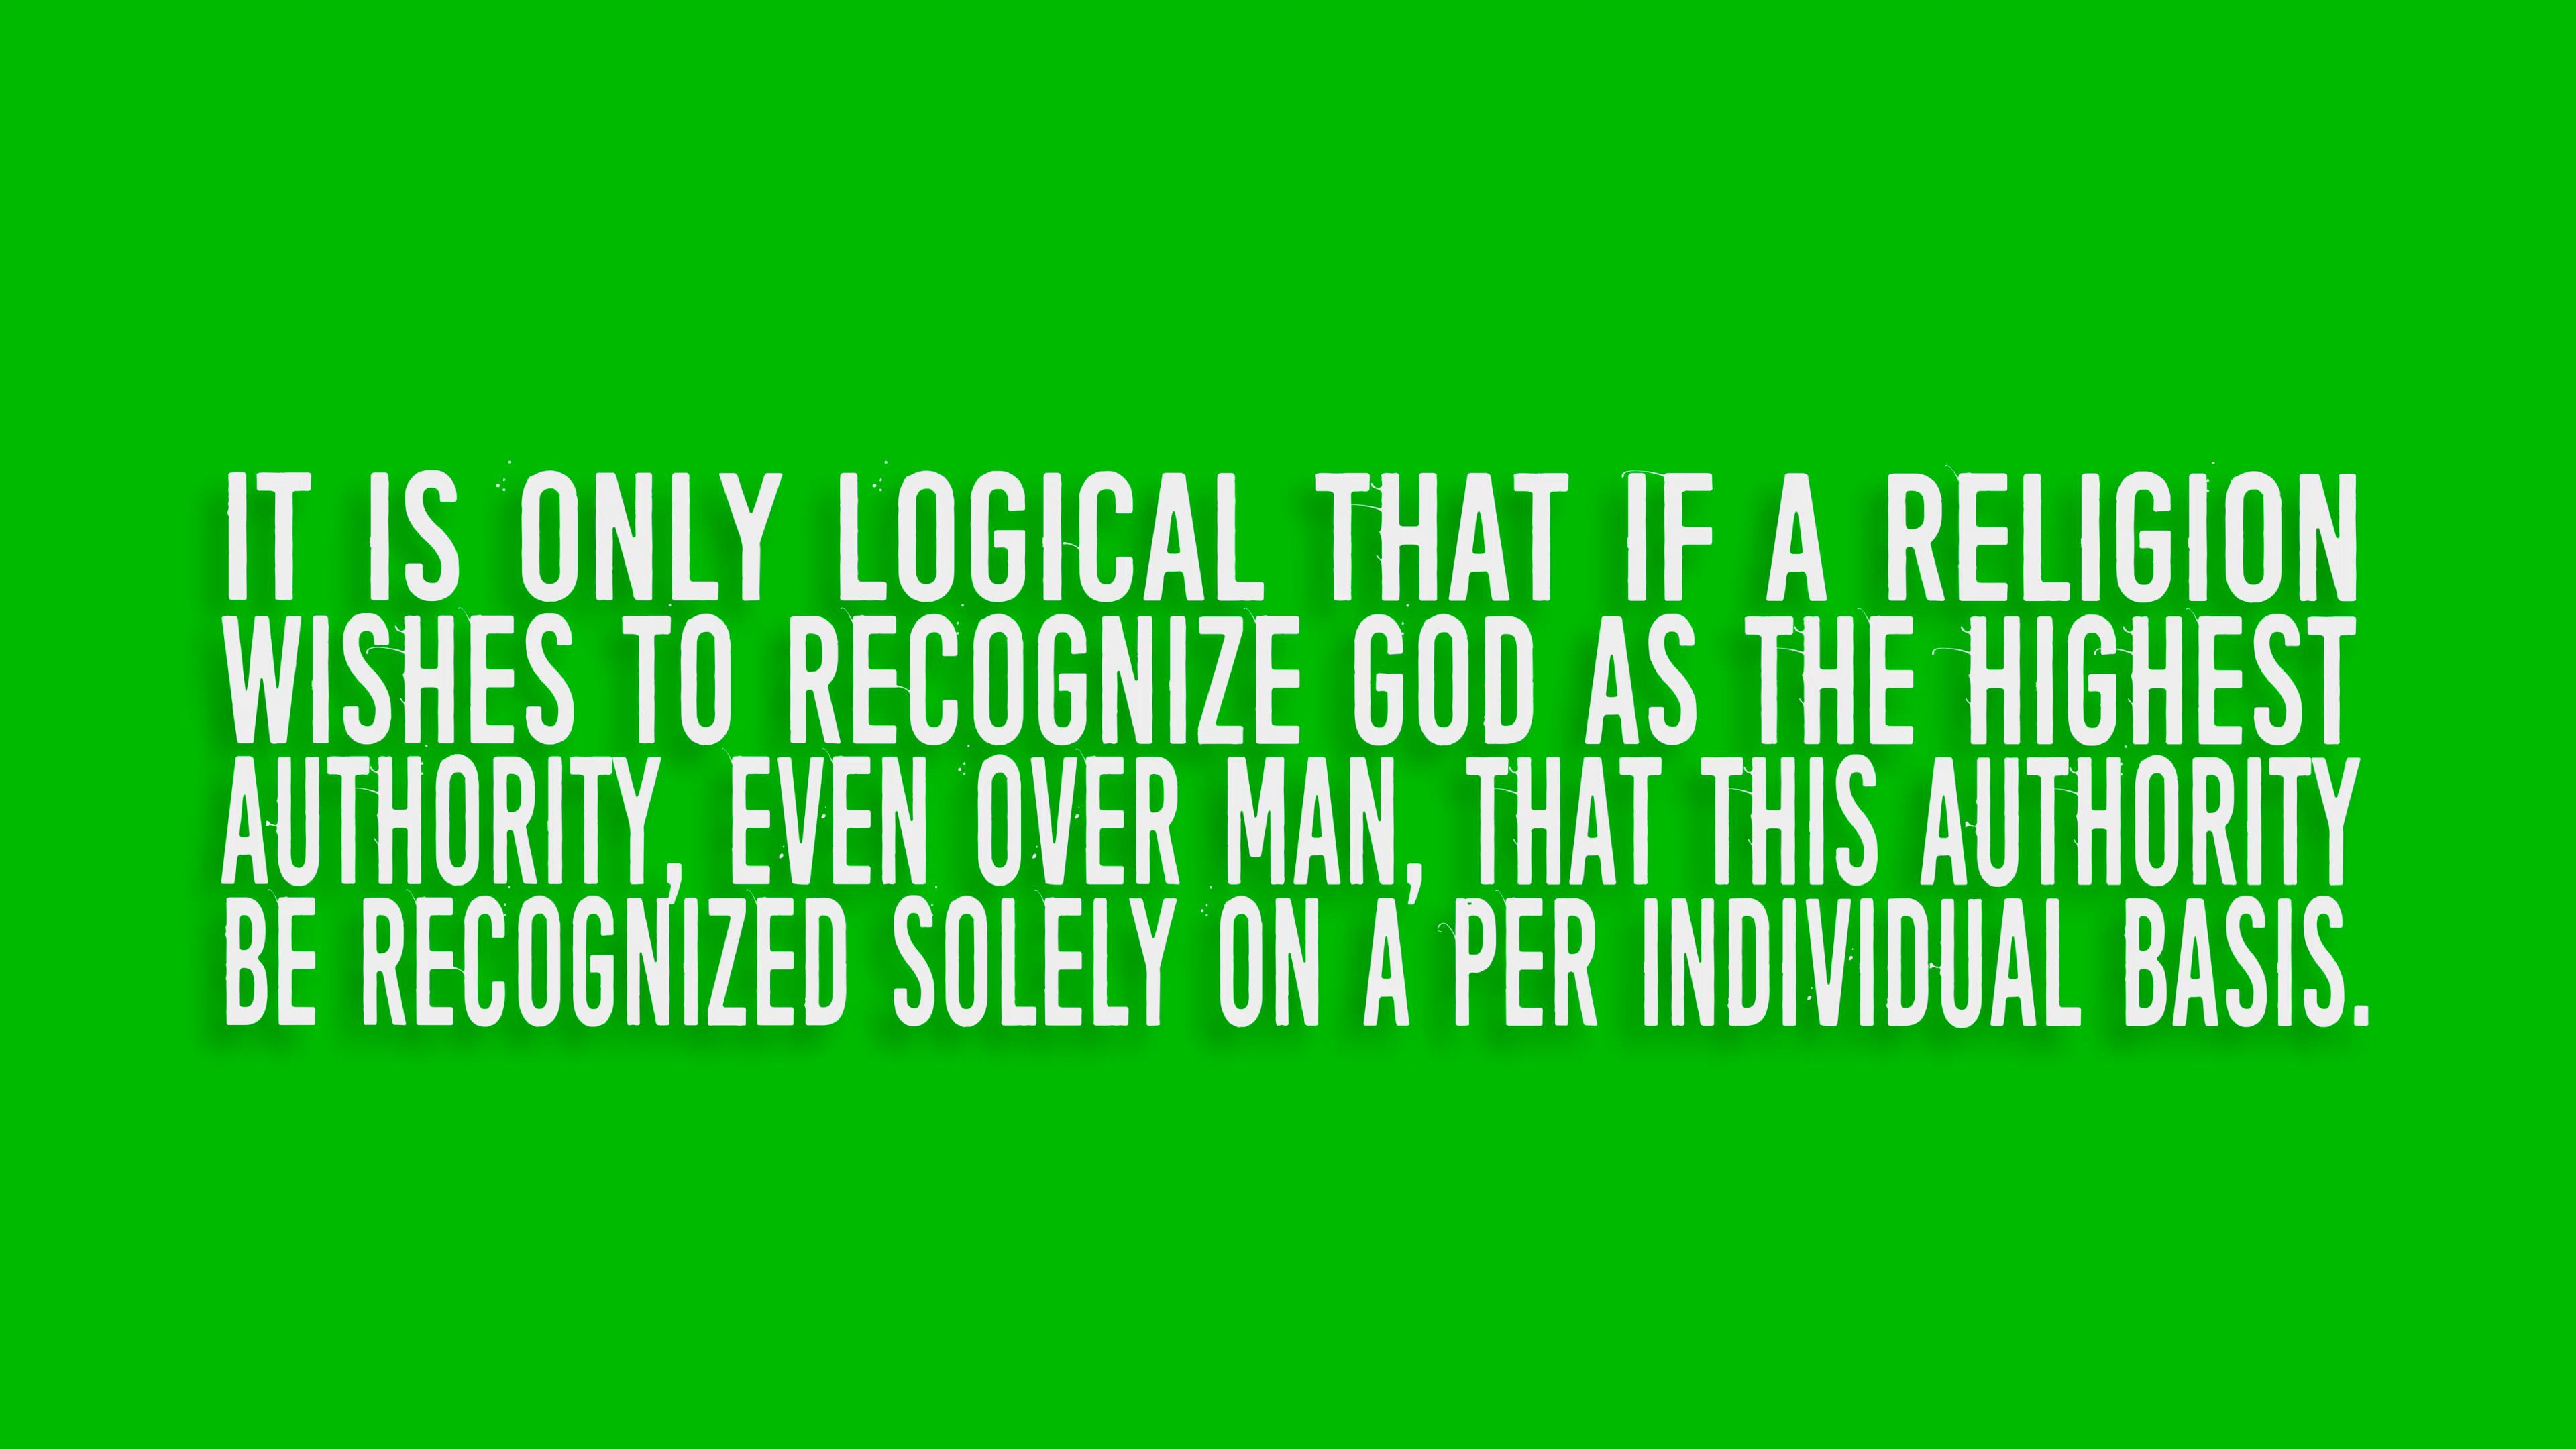 IT IS ONLY LOGICAL THAT IF A RELIGION
WISHES TO RECOGNIZE GOD AS THE HIGHEST
AUTHORITY, EVEN OVER MAN, THAT THIS AUTHORITY
BE RECOGNIZED SOLELY ON A PER INDIVIDUAL BASIS.